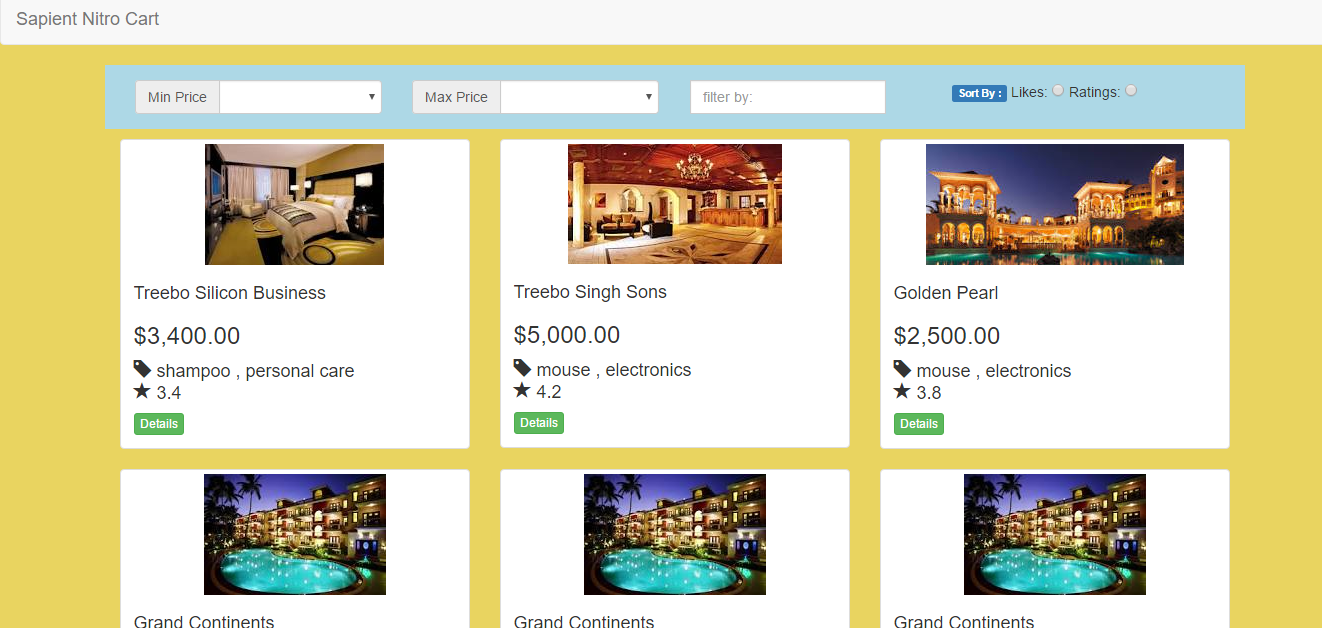 Sapient Nitro Cart
Min Price
Max Price
filter by:
Sort By : Likes: Ratings:
Treebo Silicon Business
$3,400.00
shampoo , personal care
3.4
Details
Treebo Singh Sons
$5,000.00
mouse , electronics
4.2
Details
Golden Pearl
$2,500.00
mouse , electronics
3.8
Details
Grand Continents
Grand Continents
Grand Continents